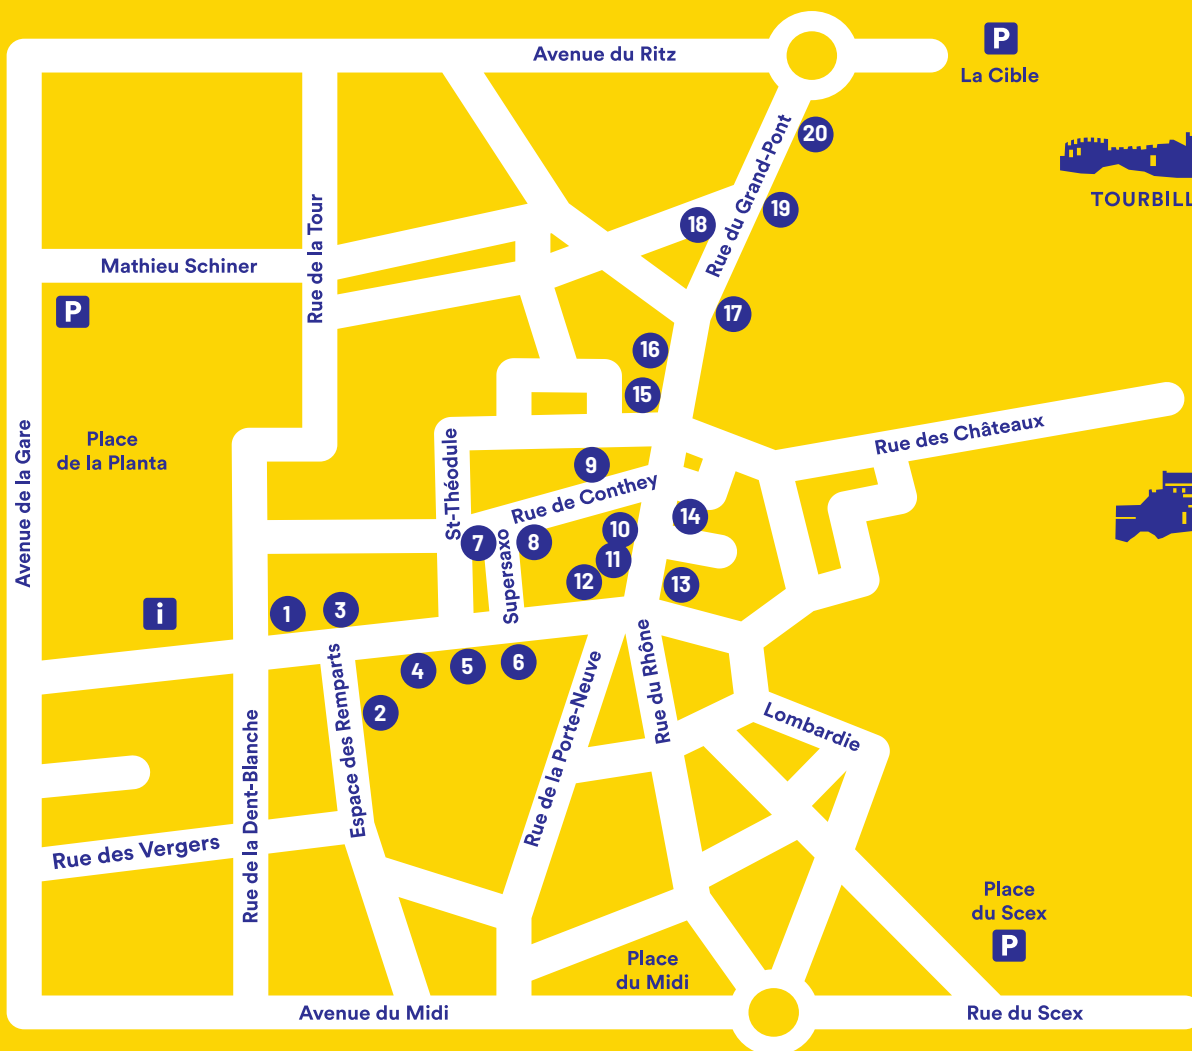 Avenue du Ritz
P
La Cible
20
TOURBILL
Rue de la Tour
18
19
Rue du Grand-Pont
Mathieu Schiner
P
17
16
15
Avenue de la Gare
Place
de la Planta
St-Théodule
Rue des Châteaux
9
Rue de Conthey
14
10
7
8
Supersaxo
11
12
13
i
1
3
4
5
6
2
Espace des Remparts
Rue de la Porte-Neuve
Rue du Rhône
Lombardie
Rue de la Dent-Blanche
Rue des Vergers
Place
du Scex
P
Place
du Midi
Avenue du Midi
Rue du Scex